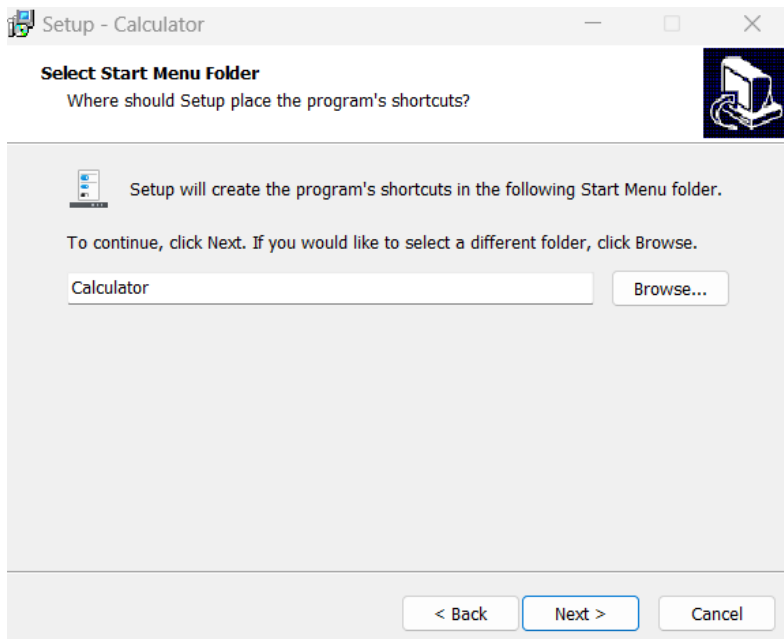 Setup - Calculator
Select Start Menu Folder
Where should Setup place the program's shortcuts?
Setup will create the program's shortcuts in the following Start Menu folder.
To continue, click Next. If you would like to select a different folder, click Browse.
Calculator
Browse...
< Back
Next >
Cancel